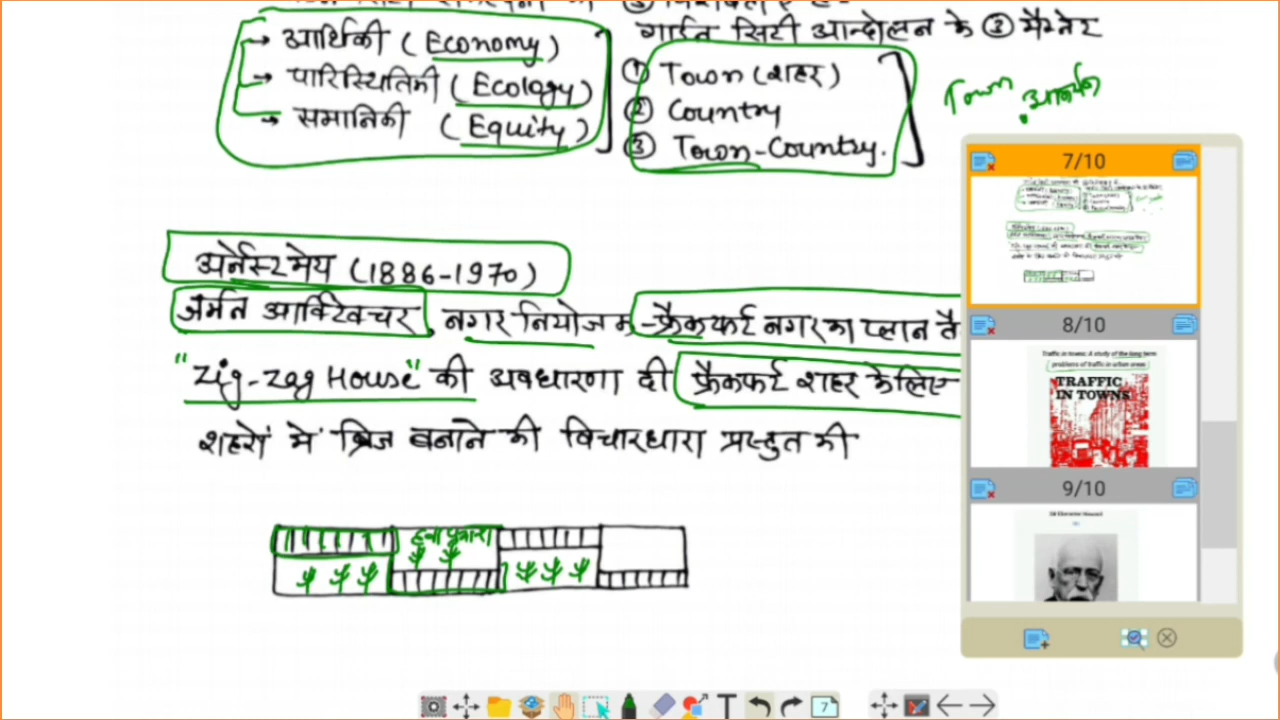 → आर्थिकी (Economy)
→ पारिस्थितिकी (Ecology)
→ समानिकी (Equity)
गार्डन सिटी आन्दोलन के ③ मैग्नेट
① Town (शहर)
② Country
③ Town-Country.
Town
अर्नेस्ट मेय (1886-1970)
जर्मन आर्किटेक्चर, नगर नियोजक -फ्रैंकफर्ट नगर का प्लान तै
"Zig-Zag House" की अवधारणा दी फ्रैंकफर्ट शहर के लिए
शहरों में ब्रिज बनाने की विचारधारा प्रस्तुत की
7/10
8/10
Traffic in towns: A study of the long term
problems of traffic in urban areas
TRAFFIC
IN TOWNS
9/10
Sir Ebenezer Howard
T
7